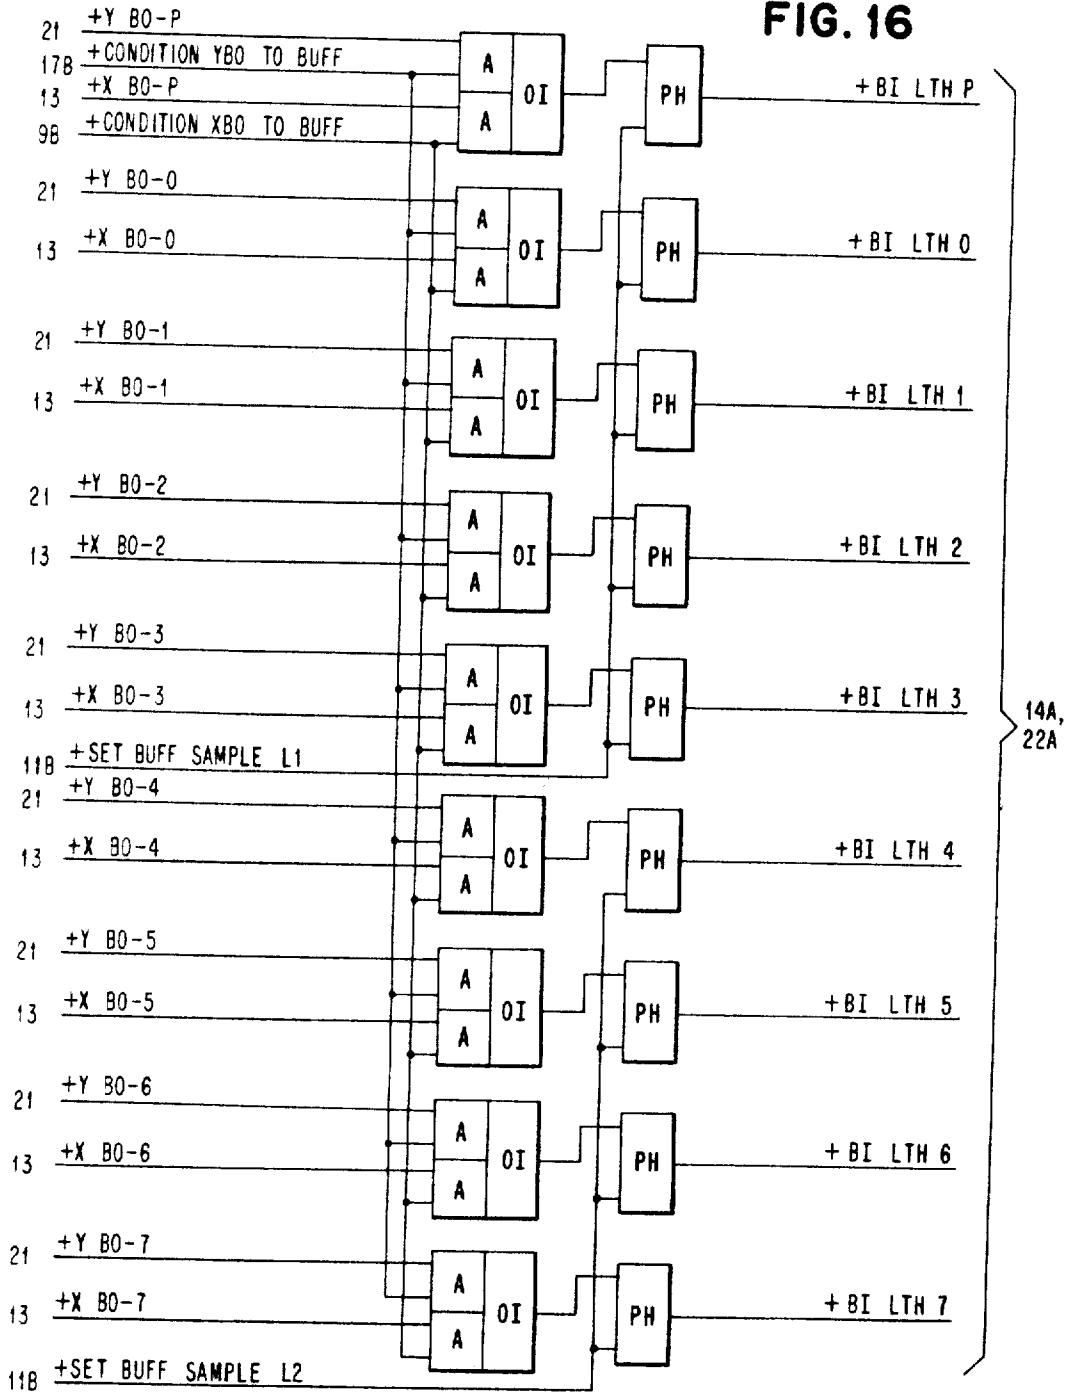 FIG. 16
21 +Y BO-P
17B +CONDITION YBO TO BUFF
13 +X BO-P
9B +CONDITION XBO TO BUFF
A
A
OI
PH
+BI LTH P
21 +Y BO-0
13 +X BO-0
A
A
OI
PH
+BI LTH 0
21 +Y BO-1
13 +X BO-1
A
A
OI
PH
+BI LTH 1
21 +Y BO-2
13 +X BO-2
A
A
OI
PH
+BI LTH 2
21 +Y BO-3
13 +X BO-3
A
A
OI
PH
+BI LTH 3
14A,
22A
11B +SET BUFF SAMPLE L1
21 +Y BO-4
13 +X BO-4
A
A
OI
PH
+BI LTH 4
21 +Y BO-5
13 +X BO-5
A
A
OI
PH
+BI LTH 5
21 +Y BO-6
13 +X BO-6
A
A
OI
PH
+BI LTH 6
21 +Y BO-7
13 +X BO-7
A
A
OI
PH
+BI LTH 7
11B +SET BUFF SAMPLE L2